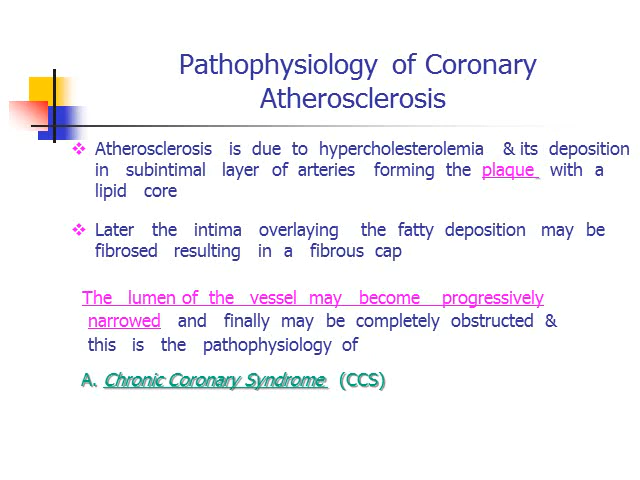 Pathophysiology of Coronary
Atherosclerosis
❖ Atherosclerosis is due to hypercholesterolemia & its deposition
in subintimal layer of arteries forming the plaque with a
lipid core
❖ Later the intima overlaying the fatty deposition may be
fibrosed resulting in a fibrous cap
The lumen of the vessel may become progressively
narrowed and finally may be completely obstructed &
this is the pathophysiology of
A. Chronic Coronary Syndrome (CCS)